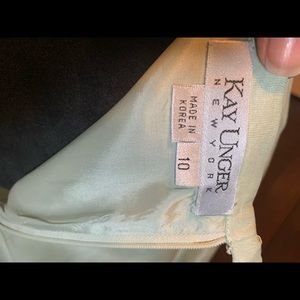 KAY UNGER
NEW YORK
MADE IN
KOREA
10